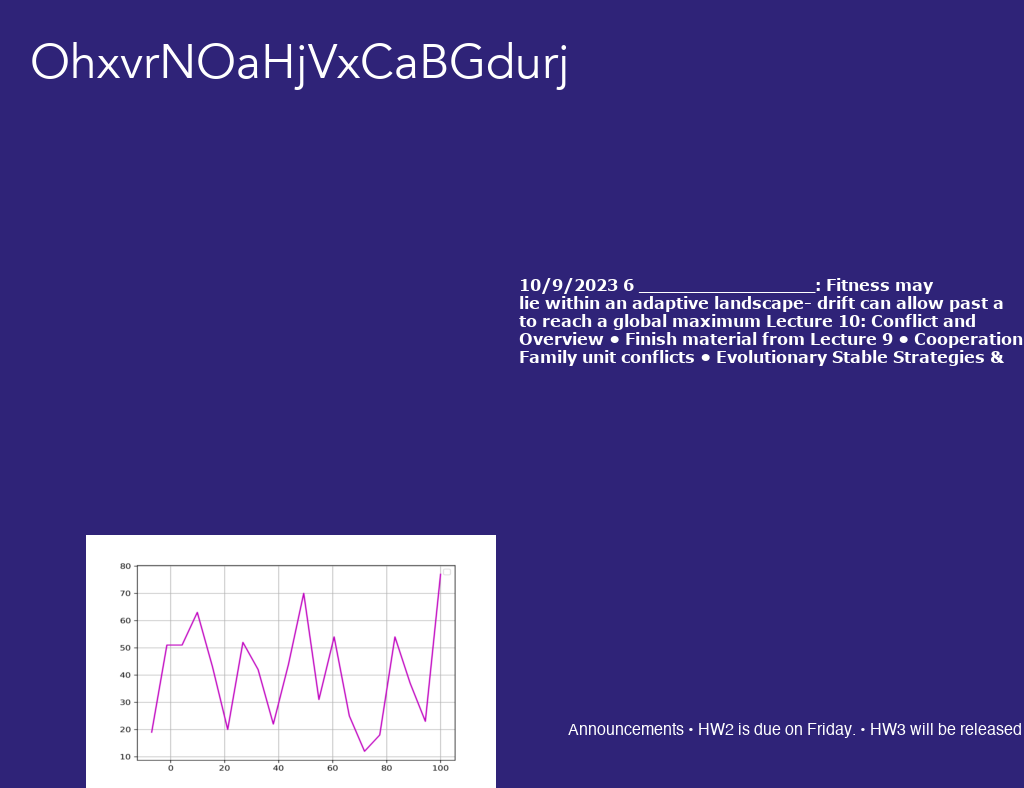 OhxvrNOaHjVxCaBGdurj
10/9/2023 6 ___________________: Fitness may
lie within an adaptive landscape– drift can allow past a
to reach a global maximum Lecture 10: Conflict and
Overview • Finish material from Lecture 9 • Cooperation
Family unit conflicts • Evolutionary Stable Strategies &
80
70
60
50
40
30
20
10
0 20 40 60 80 100
Announcements • HW2 is due on Friday. • HW3 will be released